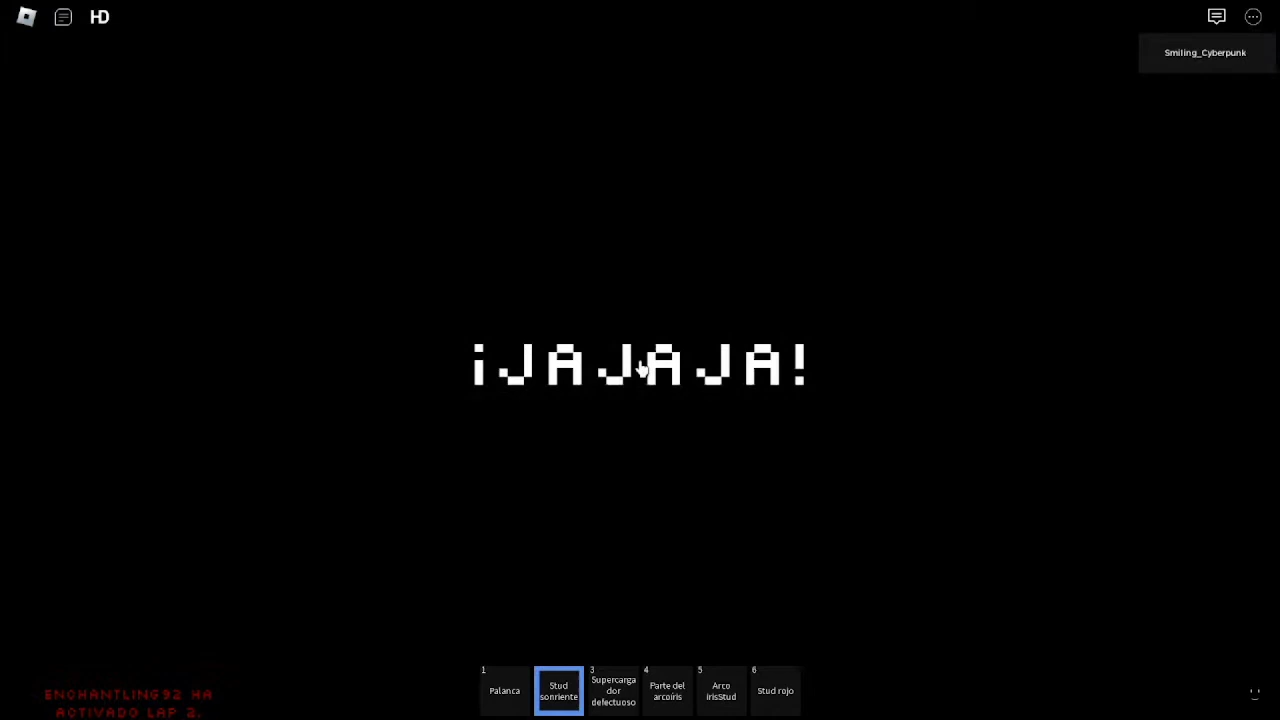 HD
Smiling_Cyberpunk
¡JAJAJA!
1
Palanca
Stud
sonriente
3
Supercarga
dor
defectuoso
4
Parte del
arcoíris
5
Arco
irisStud
6
Stud rojo
ENCHANTLING92 HA
ACTIVADO LAP 2.